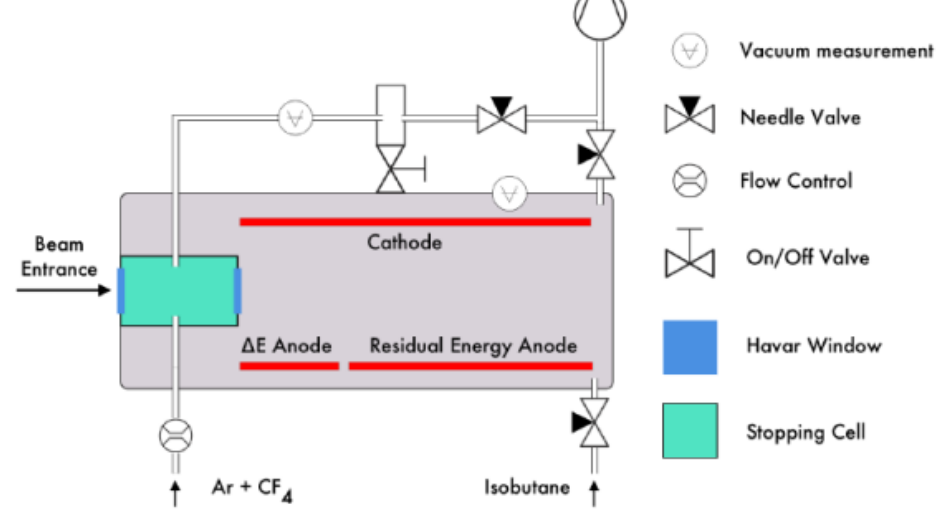 Vacuum measurement
Needle Valve
Flow Control
On/Off Valve
Havar Window
Stopping Cell
Beam
Entrance
Cathode
ΔE Anode
Residual Energy Anode
Ar + CF4
Isobutane